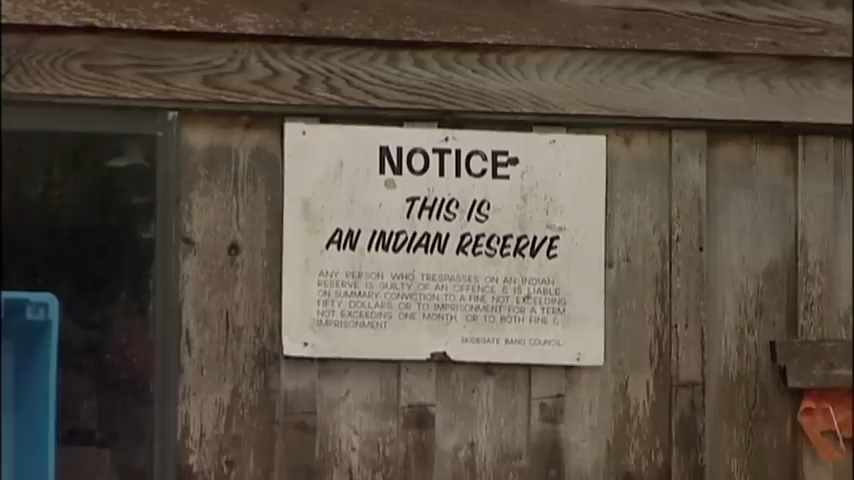 NOTICE
THIS IS
AN INDIAN RESERVE
ANY PERSON WHO TRESPASSES ON AN INDIAN
RESERVE IS GUILTY OF AN OFFENCE & IS LIABLE
ON SUMMARY CONVICTION TO A FINE NOT EXCEEDING
FIFTY DOLLARS OR TO IMPRISONMENT FOR A TERM
NOT EXCEEDING ONE MONTH, OR TO BOTH FINE &
IMPRISONMENT.
SKIDEGATE BAND COUNCIL.